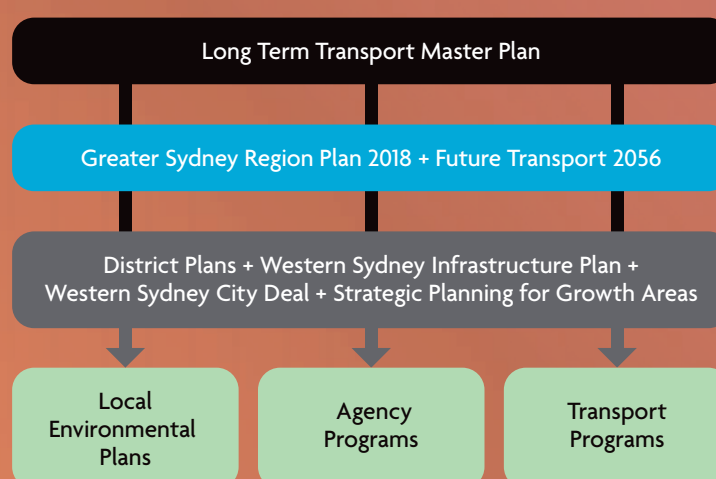 Long Term Transport Master Plan
Greater Sydney Region Plan 2018 + Future Transport 2056
District Plans + Western Sydney Infrastructure Plan +
Western Sydney City Deal + Strategic Planning for Growth Areas
Local
Environmental
Plans
Agency
Programs
Transport
Programs